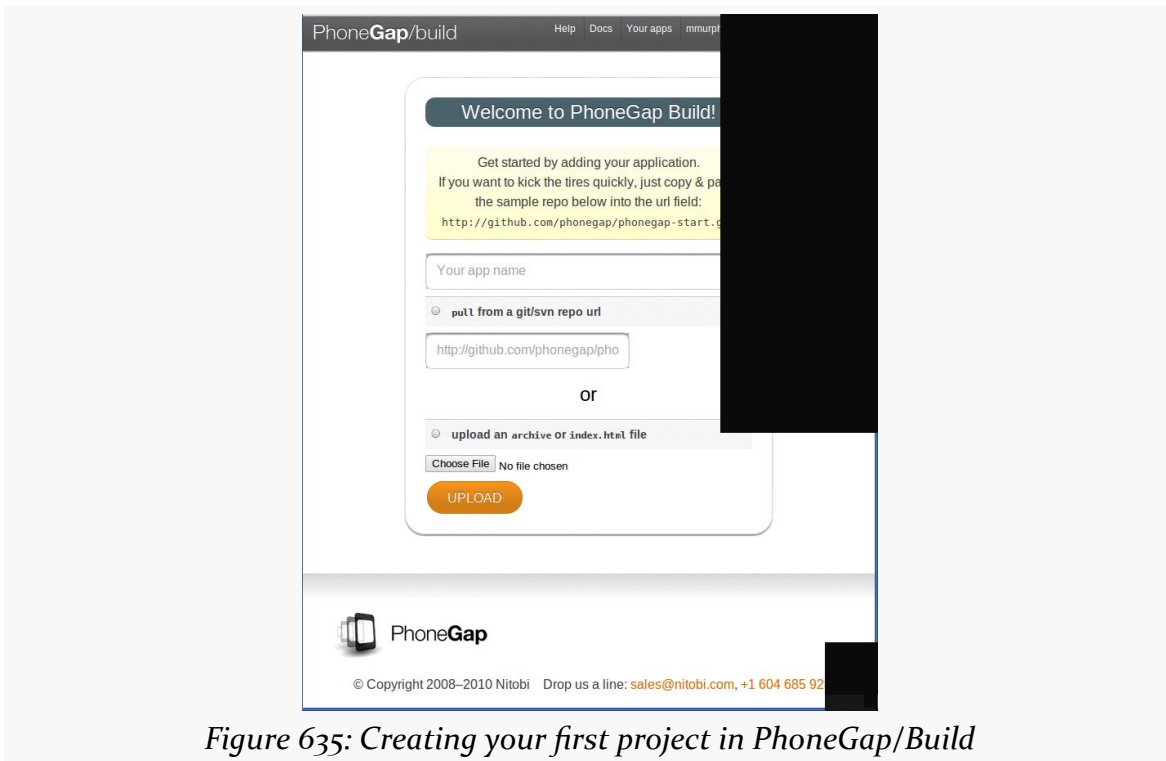 PhoneGap/build Help Docs Your apps
Welcome to PhoneGap Build!
Get started by adding your application.
If you want to kick the tires quickly, just copy &
the sample repo below into the url field:
http://github.com/phonegap/phonegap-start.g
Your app name
pull from a git/svn repo url
http://github.com/phonegap/pho
or
upload an archive or index.html file
Choose File No file chosen
UPLOAD
PhoneGap
© Copyright 2008–2010 Nitobi Drop us a line: sales@nitobi.com, +1 604 685 92
Figure 635: Creating your first project in PhoneGap/Build